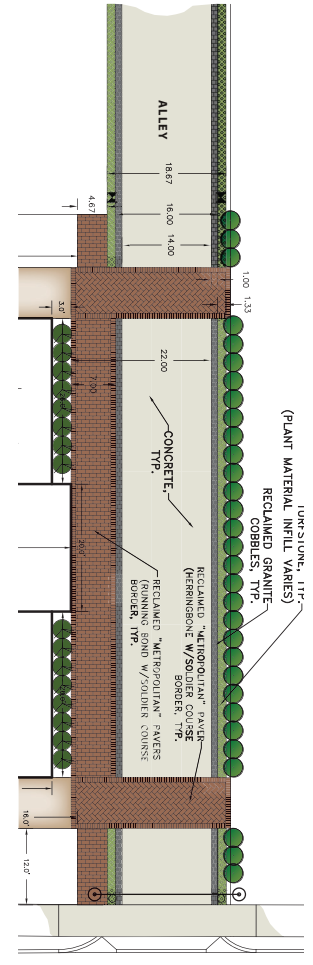 ALLEY
18.67
16.00
14.00
4.67
1.00
1.33
3.0'
22.00
7.00
TURFSTONE, TYP.
(PLANT MATERIAL INFILL VARIES)
RECLAIMED GRANITE
COBBLES, TYP.
CONCRETE,
TYP.
RECLAIMED "METROPOLITAN" PAVER
(HERRINGBONE W/SOLDIER COURSE
BORDER, TYP.
RECLAIMED "METROPOLITAN" PAVERS
(RUNNING BOND W/SOLDIER COURSE
BORDER, TYP.
16.0'
12.0'